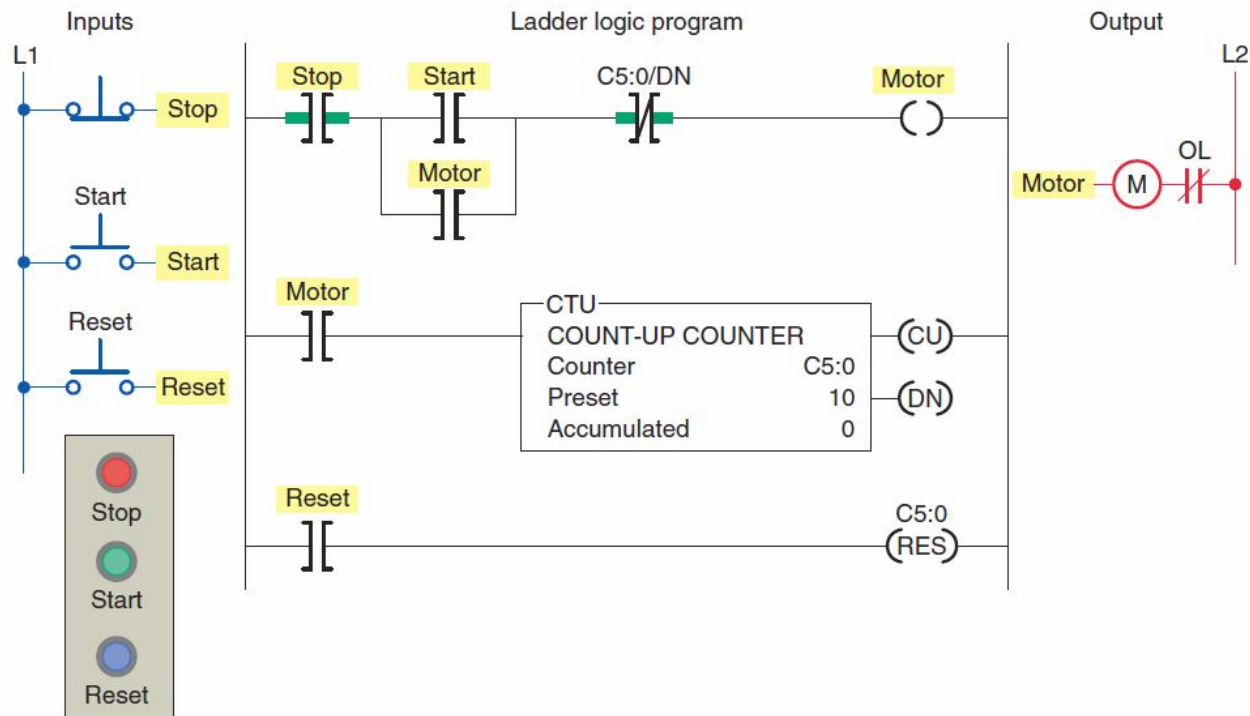 Inputs
Ladder logic program
Output
L1
L2
Stop
Start
C5:0/DN
Motor
Stop
Motor
OL
Motor
M
Start
Start
Motor
CTU
COUNT-UP COUNTER
Counter C5:0
Preset 10
Accumulated 0
CU
DN
Reset
Reset
Reset
C5:0
RES
Stop
Start
Reset